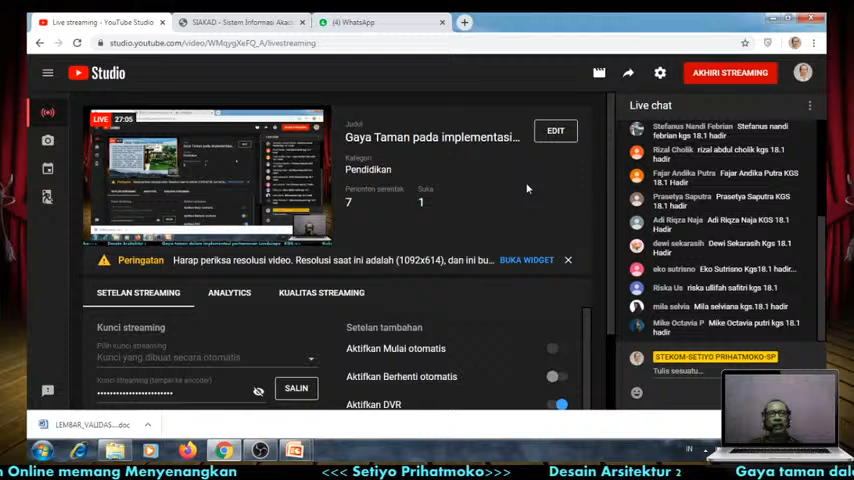 Live streaming - YouTube Studio
SIAKAD - Sistem Informasi Akac
(4) WhatsApp
studio.youtube.com/video/WMqygXeFQ_A/livestreaming
Studio
AKHIRI STREAMING
LIVE 27:05
Judul
Gaya Taman pada implementasi...
EDIT
Kategori
Pendidikan
Penonton serentak
Suka
7
1
Peringatan
Harap periksa resolusi video. Resolusi saat ini adalah (1092x614), dan ini bu...
BUKA WIDGET
SETELAN STREAMING
ANALYTICS
KUALITAS STREAMING
Kunci streaming
Pilih kunci streaming
Kunci yang dibuat secara otomatis
Kunci streaming (tempel ke encoder)
SALIN
Setelan tambahan
Aktifkan Mulai otomatis
Aktifkan Berhenti otomatis
Aktifkan DVR
Live chat
Stefanus Nandi Febrian Stefanus nandi
febrian kgs 18.1 hadir
Rizal Cholik rizal abdul cholik kgs 18.1
hadir
Fajar Andika Putra Fajar Andika Putra KGS
18.1 Hadir
Prasetya Saputra Prasetya Saputra KGS
18.1 Hadir
Adi Riqza Naja Adi Riqza Naja KGS 18.1
Hadir
dewi sekarasih Dewi Sekarasih Kgs 18.1
hadir
eko sutrisno Eko Sutrisno Kgs18.1 hadir...
Riska Us riska ullifah safitri kgs 18.1
mila selvia Mila selviana kgs18.1 hadir
Mike Octavia P Mike Octavia putri kgs 18.1
hadir
STEKOM-SETIYO PRIHATMOKO-SP
Tulis sesuatu...
LEMBAR_VALIDAS....doc
IN
n Online memang Menyenangkan
<<< Setiyo Prihatmoko>>>
Desain Arsitektur 2
Gaya taman dala